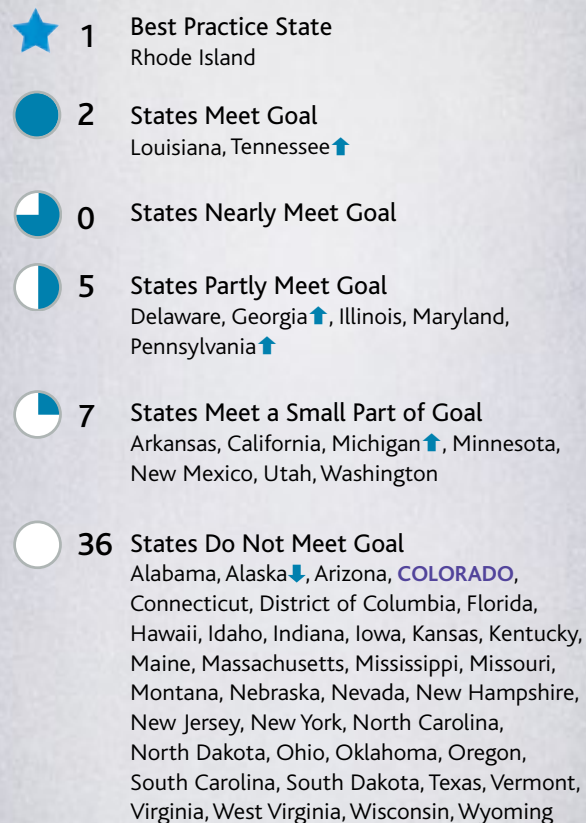 1 Best Practice State
Rhode Island
2 States Meet Goal
Louisiana, Tennessee⬆
0 States Nearly Meet Goal
5 States Partly Meet Goal
Delaware, Georgia⬆, Illinois, Maryland,
Pennsylvania⬆
7 States Meet a Small Part of Goal
Arkansas, California, Michigan⬆, Minnesota,
New Mexico, Utah, Washington
36 States Do Not Meet Goal
Alabama, Alaska⬇, Arizona, COLORADO,
Connecticut, District of Columbia, Florida,
Hawaii, Idaho, Indiana, Iowa, Kansas, Kentucky,
Maine, Massachusetts, Mississippi, Missouri,
Montana, Nebraska, Nevada, New Hampshire,
New Jersey, New York, North Carolina,
North Dakota, Ohio, Oklahoma, Oregon,
South Carolina, South Dakota, Texas, Vermont,
Virginia, West Virginia, Wisconsin, Wyoming